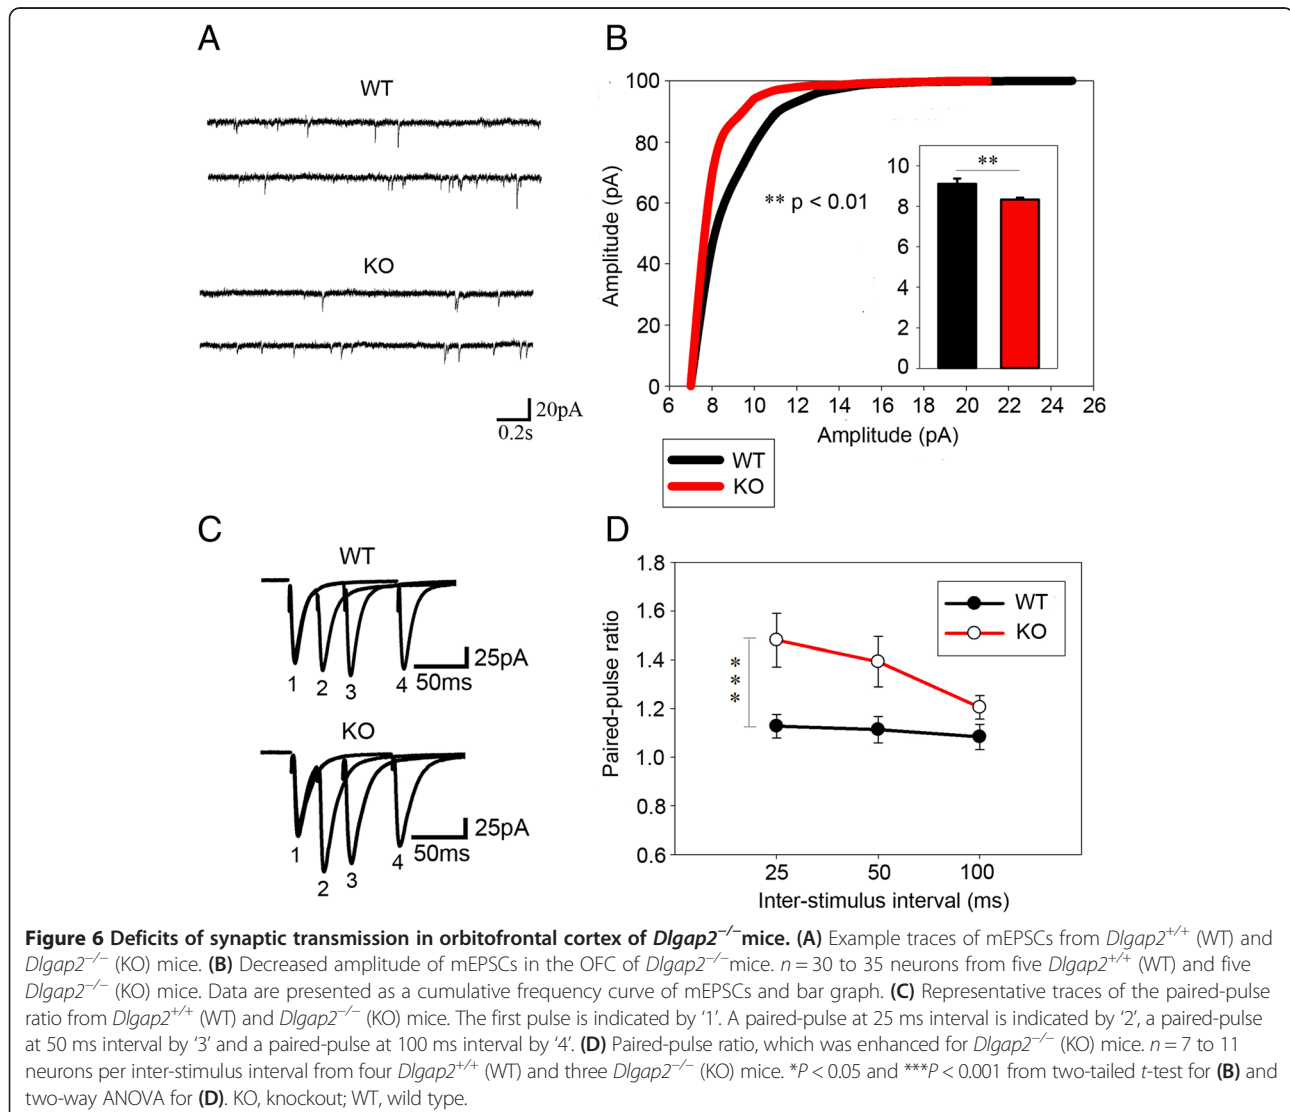 A
WT
KO
20pA
0.2s
B
100
80
60
40
20
0
Amplitude (pA)
6 8 10 12 14 16 18 20 22 24 26
Amplitude (pA)
** p < 0.01
10
8
6
4
2
0
**
WT
KO
C
WT
1 2 3 4
25pA
50ms
KO
1 2 3 4
25pA
50ms
D
1.8
1.6
1.4
1.2
1.0
0.8
0.6
Paired-pulse ratio
***
WT
KO
25 50 100
Inter-stimulus interval (ms)
Figure 6 Deficits of synaptic transmission in orbitofrontal cortex of Dlgap2−/− mice. (A) Example traces of mEPSCs from Dlgap2+/+ (WT) and
Dlgap2−/− (KO) mice. (B) Decreased amplitude of mEPSCs in the OFC of Dlgap2−/− mice. n = 30 to 35 neurons from five Dlgap2+/+ (WT) and five
Dlgap2−/− (KO) mice. Data are presented as a cumulative frequency curve of mEPSCs and bar graph. (C) Representative traces of the paired-pulse
ratio from Dlgap2+/+ (WT) and Dlgap2−/− (KO) mice. The first pulse is indicated by ‘1’. A paired-pulse at 25 ms interval is indicated by ‘2’, a paired-pulse
at 50 ms interval by ‘3’ and a paired-pulse at 100 ms interval by ‘4’. (D) Paired-pulse ratio, which was enhanced for Dlgap2−/− (KO) mice. n = 7 to 11
neurons per inter-stimulus interval from four Dlgap2+/+ (WT) and three Dlgap2−/− (KO) mice. *P < 0.05 and ***P < 0.001 from two-tailed t-test for (B) and
two-way ANOVA for (D). KO, knockout; WT, wild type.